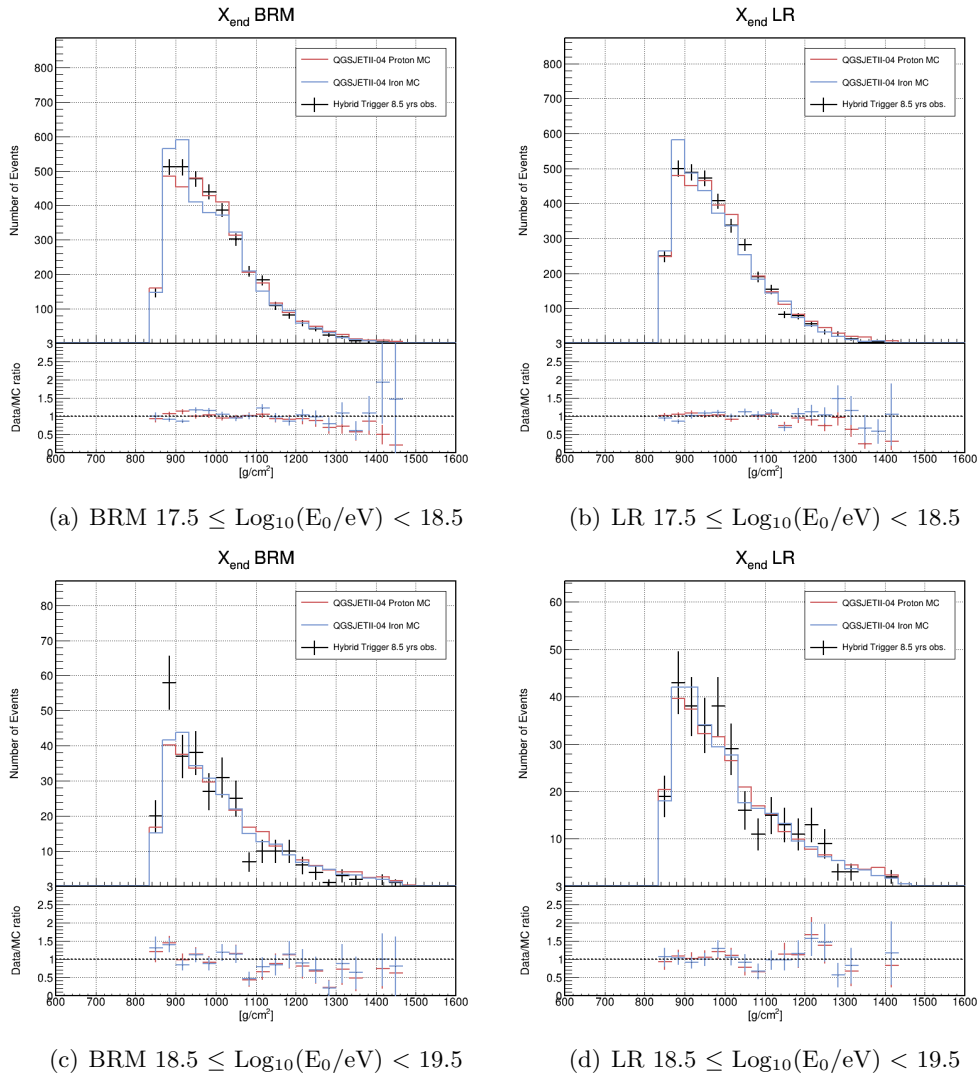 X_end BRM
Number of Events
800
700
600
500
400
300
200
100
QGSJETII-04 Proton MC
QGSJETII-04 Iron MC
Hybrid Trigger 8.5 yrs obs.
Data/MC ratio
3
2.5
2
1.5
1
0.5
0
600 700 800 900 1000 1100 1200 1300 1400 1500 1600
[g/cm²]
(a) BRM 17.5 ≤ Log₁₀(E₀/eV) < 18.5
X_end LR
Number of Events
800
700
600
500
400
300
200
100
QGSJETII-04 Proton MC
QGSJETII-04 Iron MC
Hybrid Trigger 8.5 yrs obs.
Data/MC ratio
3
2.5
2
1.5
1
0.5
0
600 700 800 900 1000 1100 1200 1300 1400 1500 1600
[g/cm²]
(b) LR 17.5 ≤ Log₁₀(E₀/eV) < 18.5
X_end BRM
Number of Events
80
70
60
50
40
30
20
10
QGSJETII-04 Proton MC
QGSJETII-04 Iron MC
Hybrid Trigger 8.5 yrs obs.
Data/MC ratio
3
2.5
2
1.5
1
0.5
0
600 700 800 900 1000 1100 1200 1300 1400 1500 1600
[g/cm²]
(c) BRM 18.5 ≤ Log₁₀(E₀/eV) < 19.5
X_end LR
Number of Events
60
50
40
30
20
10
QGSJETII-04 Proton MC
QGSJETII-04 Iron MC
Hybrid Trigger 8.5 yrs obs.
Data/MC ratio
3
2.5
2
1.5
1
0.5
0
600 700 800 900 1000 1100 1200 1300 1400 1500 1600
[g/cm²]
(d) LR 18.5 ≤ Log₁₀(E₀/eV) < 19.5